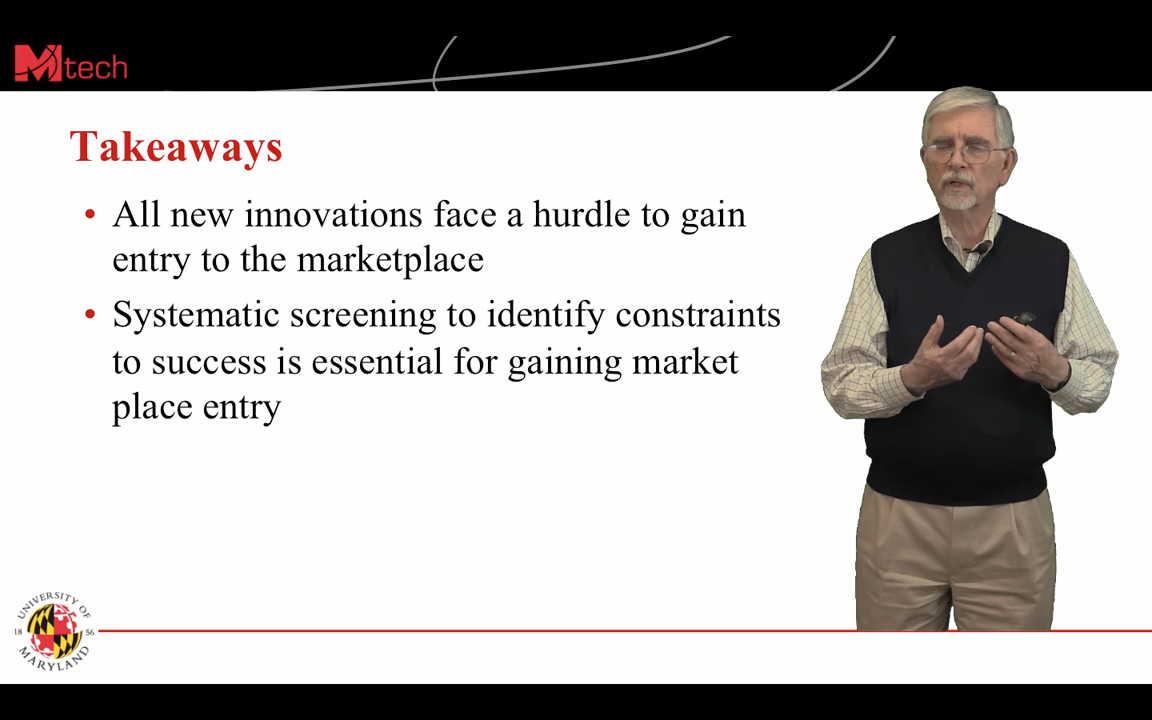 Mtech
Takeaways
• All new innovations face a hurdle to gain
entry to the marketplace
• Systematic screening to identify constraints
to success is essential for gaining market
place entry
UNIVERSITY OF
18 56
MARYLAND